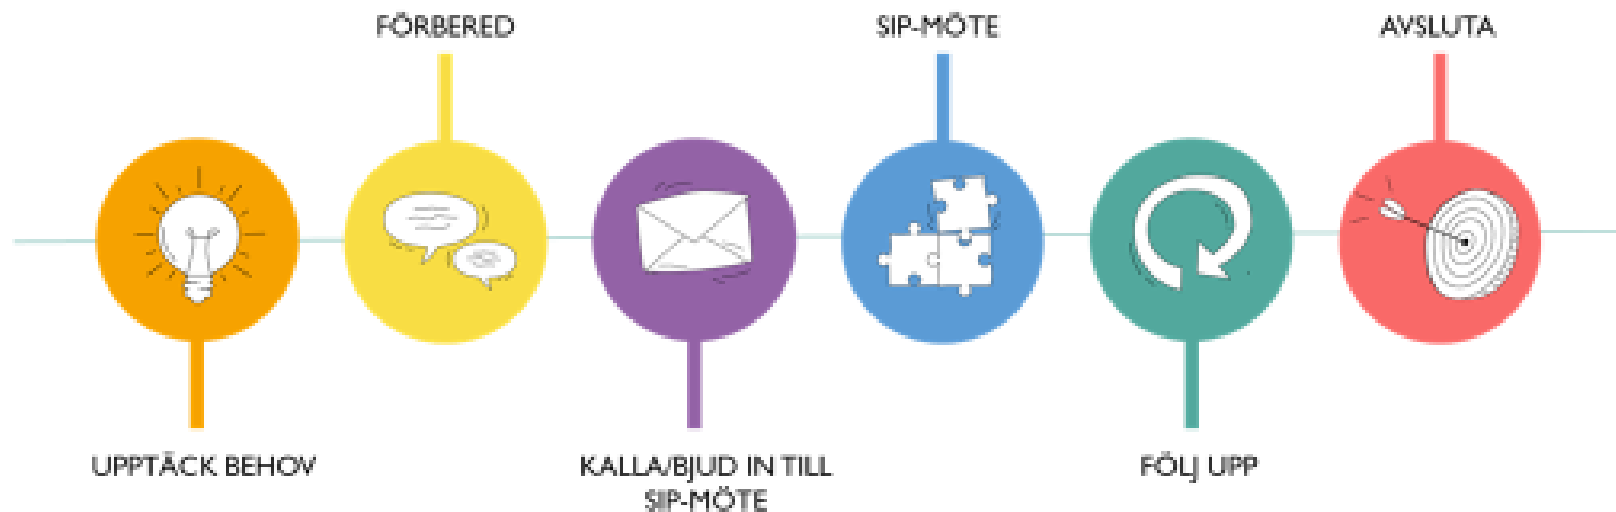 UPPTÄCK BEHOV
FÖRBERED
KALLA/BJUD IN TILL
SIP-MÖTE
SIP-MÖTE
FÖLJ UPP
AVSLUTA